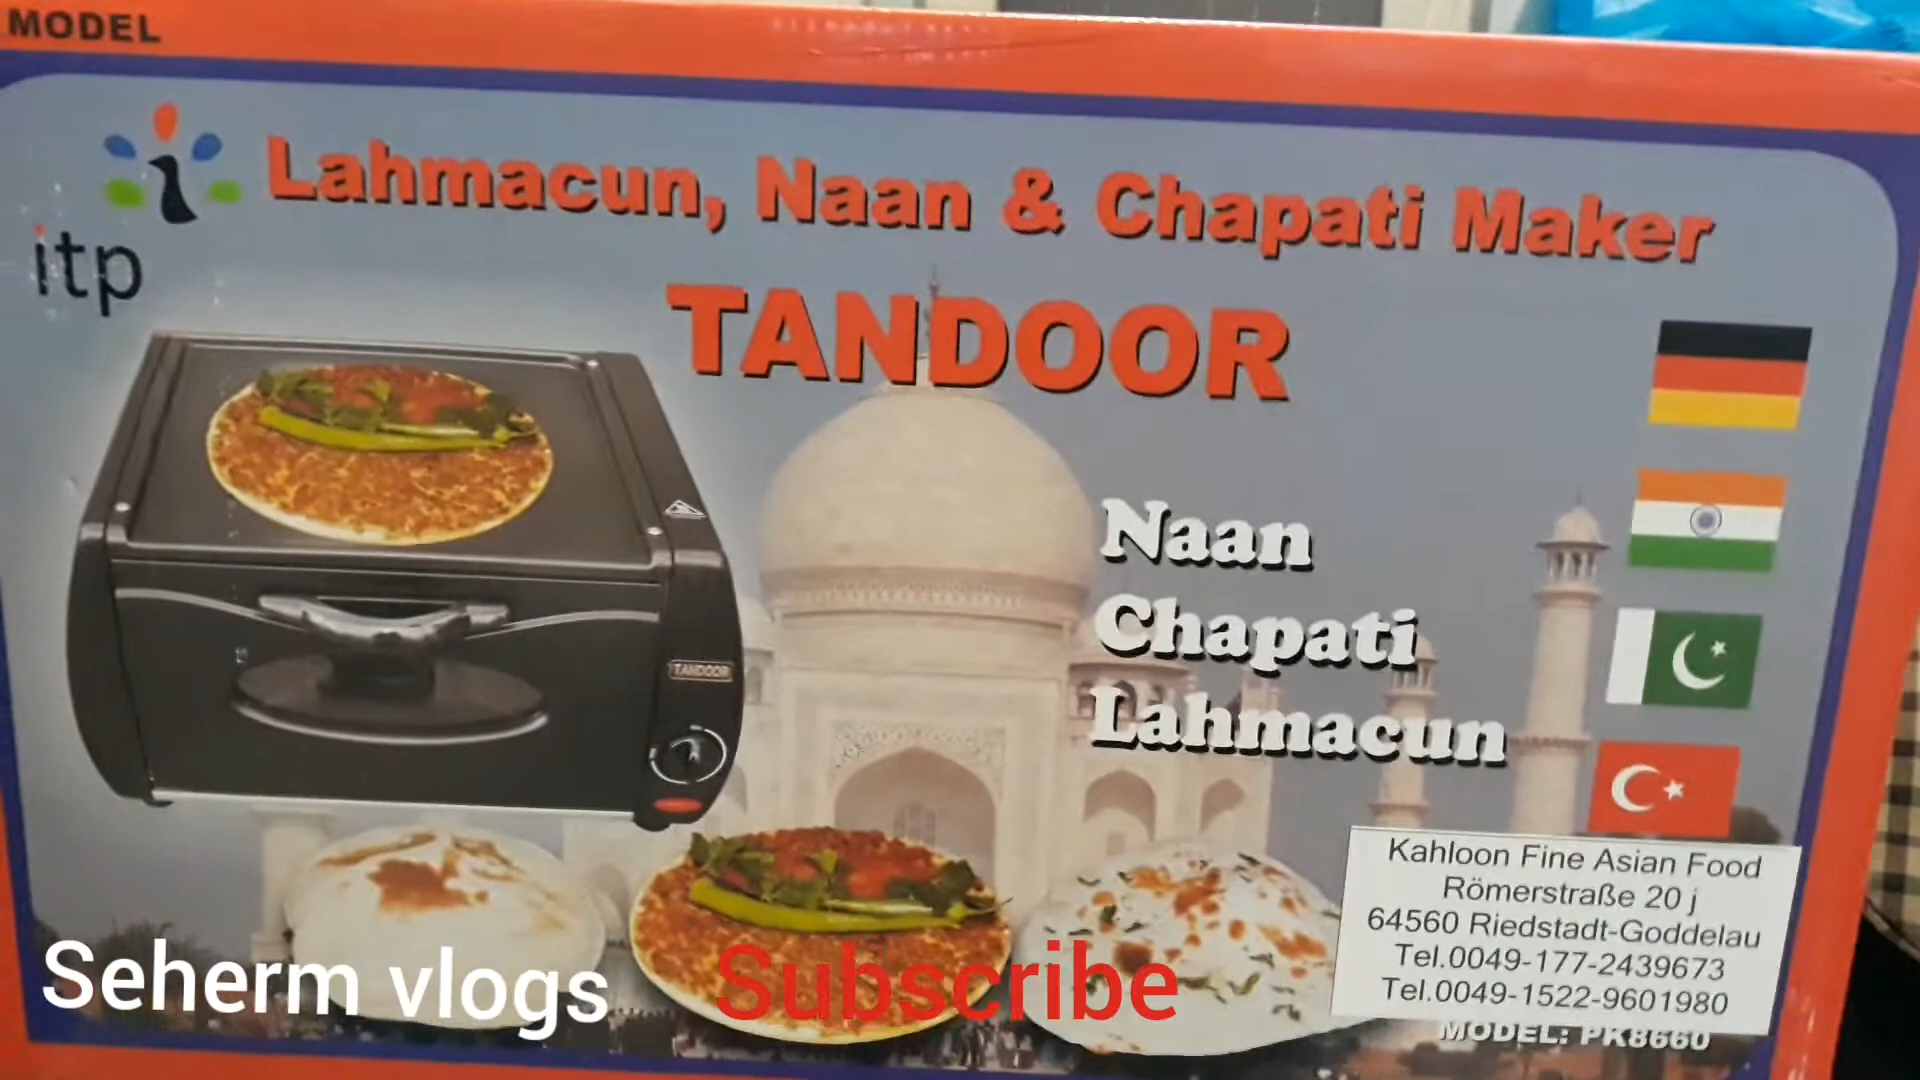 MODEL
itp
Lahmacun, Naan & Chapati Maker
TANDOOR
Naan
Chapati
Lahmacun
TANDOOR
Kahloon Fine Asian Food
Römerstraße 20 j
64560 Riedstadt-Goddelau
Tel.0049-177-2439673
Tel.0049-1522-9601980
MODEL: PK8660
Seherm vlogs
Subscribe